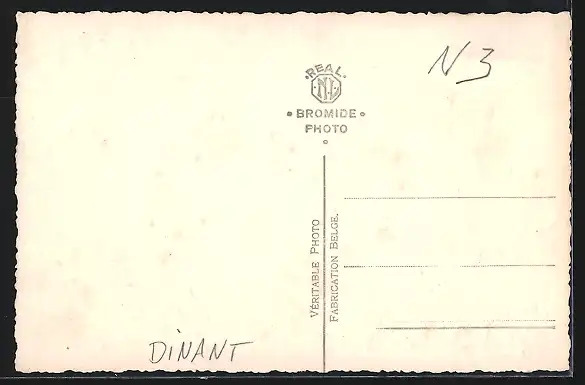 N3
REAL
N.L.
BROMIDE
PHOTO
VÉRITABLE PHOTO
FABRICATION BELGE.
DINANT